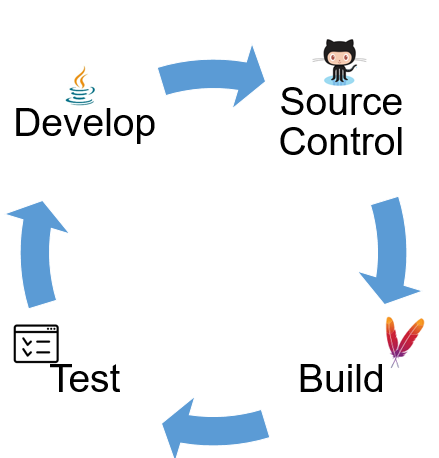 Develop
Source
Control
Test
Build